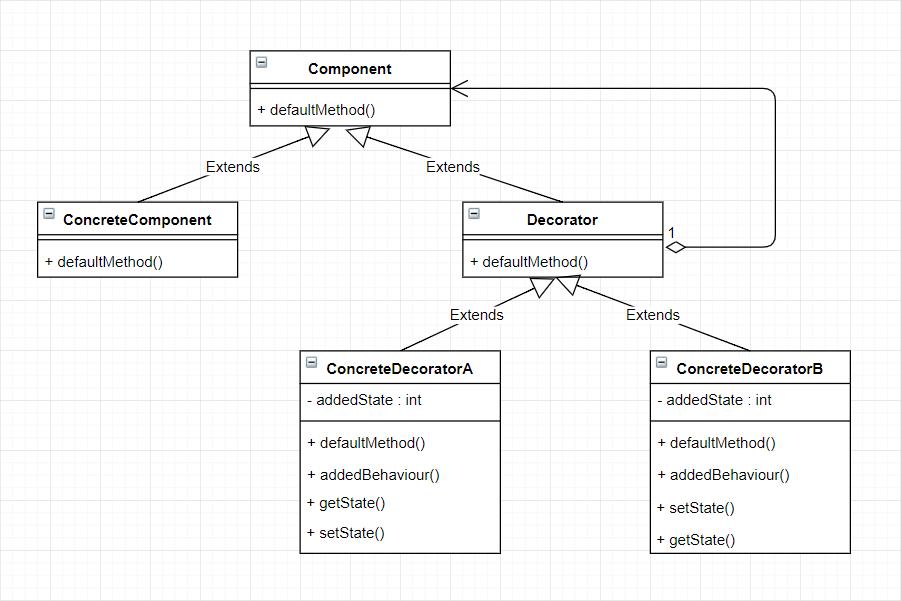 Component
+ defaultMethod()
Extends
Extends
ConcreteComponent
+ defaultMethod()
Decorator
+ defaultMethod()
1
Extends
Extends
ConcreteDecoratorA
- addedState : int
+ defaultMethod()
+ addedBehaviour()
+ getState()
+ setState()
ConcreteDecoratorB
- addedState : int
+ defaultMethod()
+ addedBehaviour()
+ setState()
+ getState()